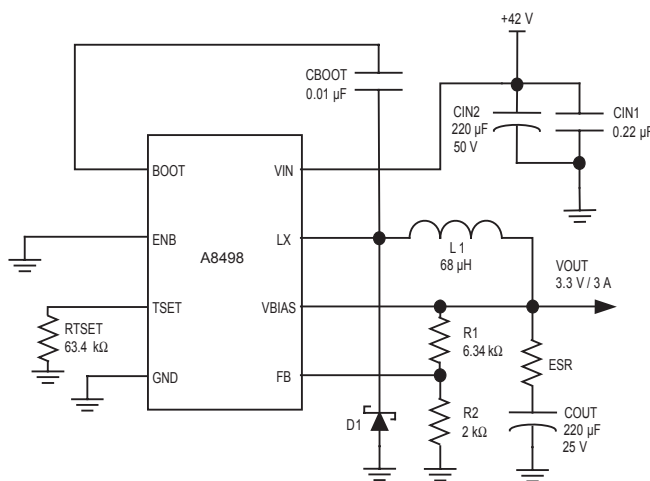 +42 V
CBOOT
0.01 µF
CIN2
220 µF
50 V
CIN1
0.22 µF
BOOT
VIN
ENB
LX
A8498
L 1
68 µH
VOUT
3.3 V / 3 A
TSET
VBIAS
RTSET
63.4 kΩ
R1
6.34 kΩ
ESR
GND
FB
D1
R2
2 kΩ
COUT
220 µF
25 V